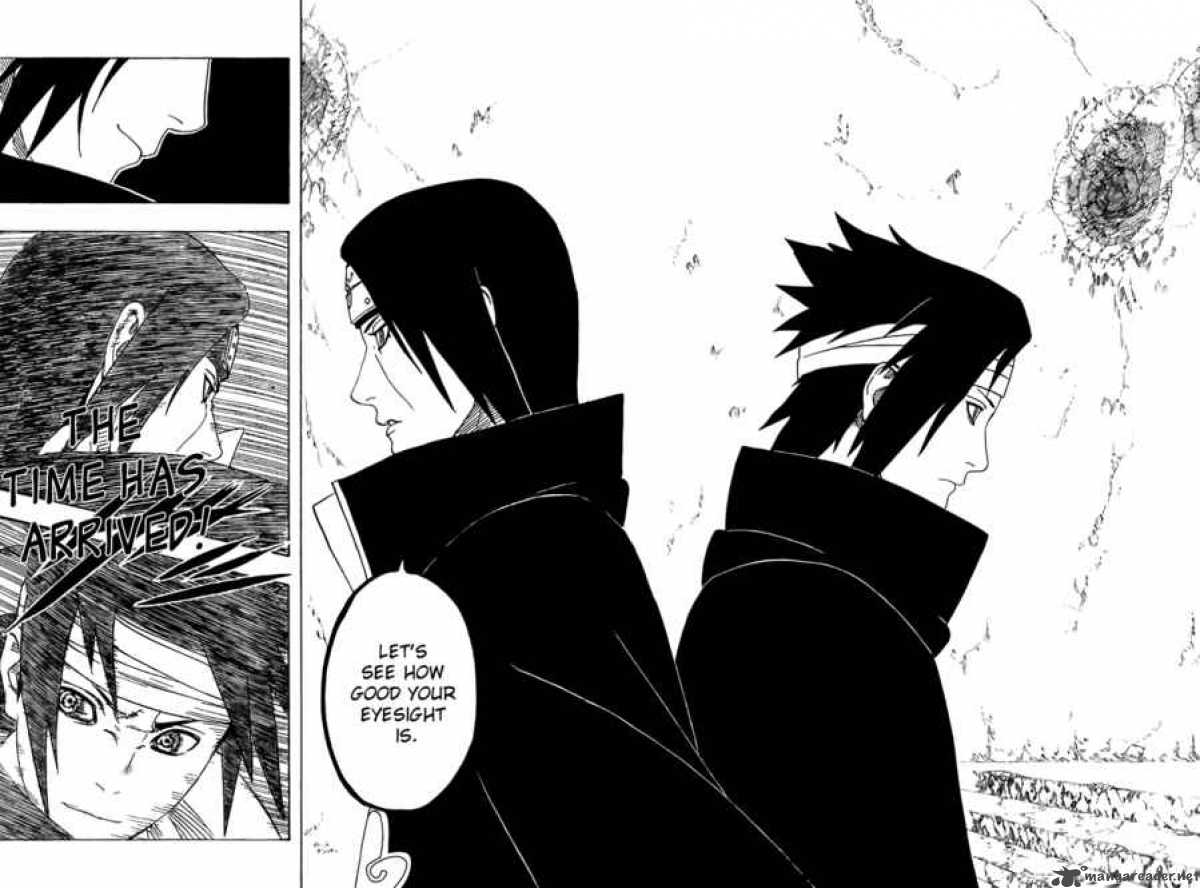 THE
TIME HAS
ARRIVED!
LET'S
SEE HOW
GOOD YOUR
EYESIGHT
IS.
mangareader.net